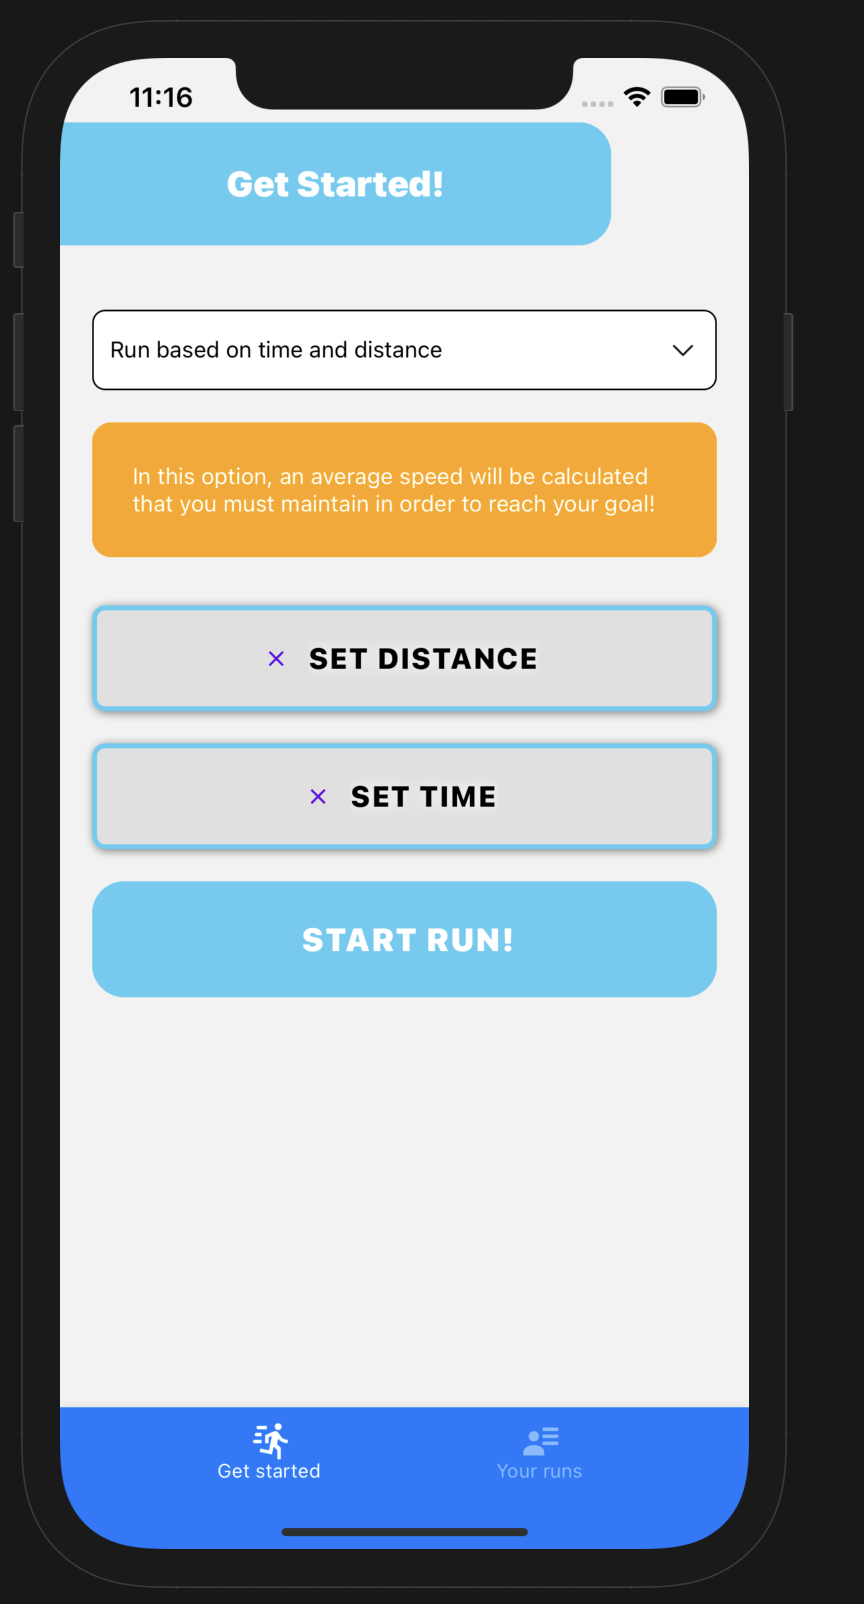 11:16
Get Started!
Run based on time and distance
In this option, an average speed will be calculated
that you must maintain in order to reach your goal!
SET DISTANCE
SET TIME
START RUN!
Get started
Your runs